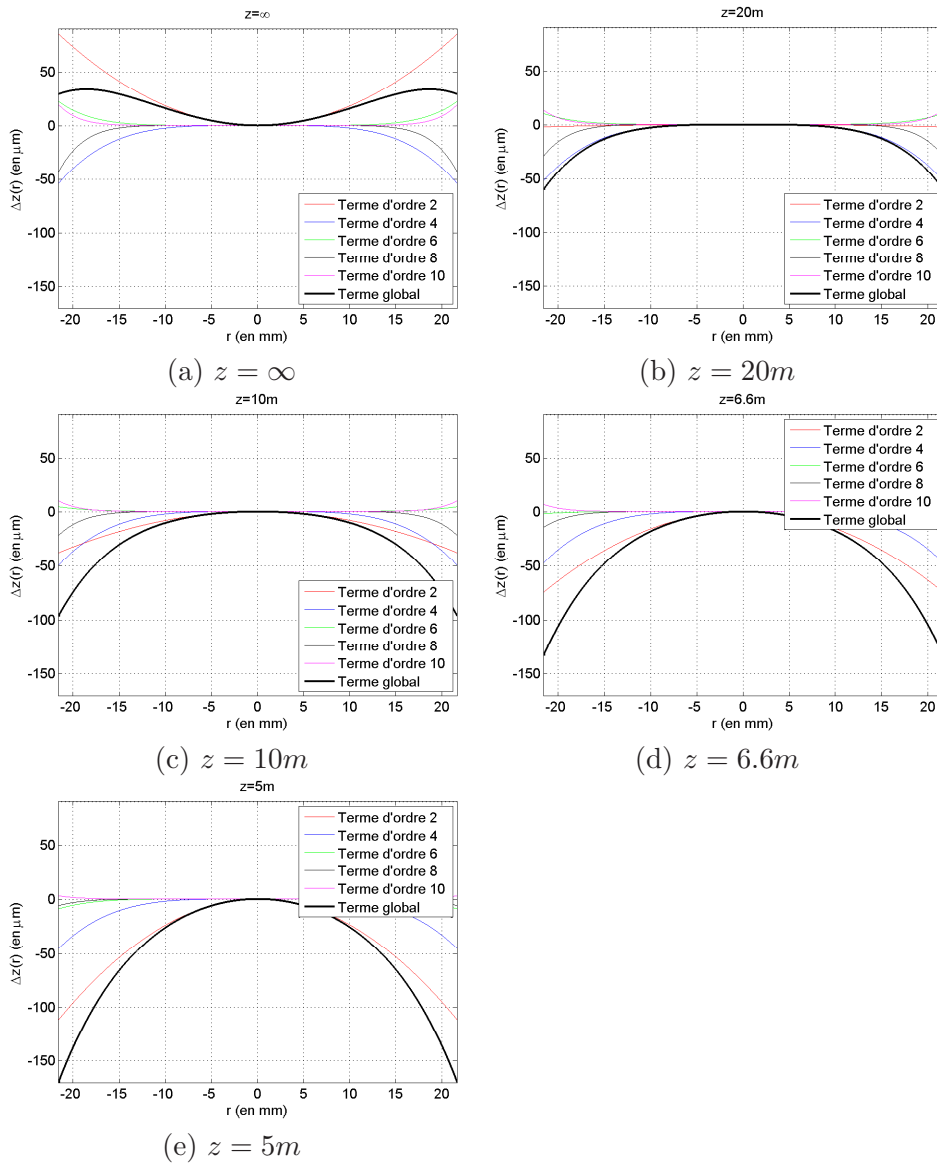 z=∞
50
0
-50
-100
-150
Δz(r) (en μm)
Terme d'ordre 2
Terme d'ordre 4
Terme d'ordre 6
Terme d'ordre 8
Terme d'ordre 10
Terme global
-20 -15 -10 -5 0 5 10 15 20
r (en mm)
(a) z = ∞
z=20m
50
0
-50
-100
-150
Δz(r) (en μm)
Terme d'ordre 2
Terme d'ordre 4
Terme d'ordre 6
Terme d'ordre 8
Terme d'ordre 10
Terme global
-20 -15 -10 -5 0 5 10 15 20
r (en mm)
(b) z = 20m
z=10m
50
0
-50
-100
-150
Δz(r) (en μm)
Terme d'ordre 2
Terme d'ordre 4
Terme d'ordre 6
Terme d'ordre 8
Terme d'ordre 10
Terme global
-20 -15 -10 -5 0 5 10 15 20
r (en mm)
(c) z = 10m
z=6.6m
Terme d'ordre 2
Terme d'ordre 4
Terme d'ordre 6
Terme d'ordre 8
Terme d'ordre 10
Terme global
50
0
-50
-100
-150
Δz(r) (en μm)
-20 -15 -10 -5 0 5 10 15 20
r (en mm)
(d) z = 6.6m
z=5m
Terme d'ordre 2
Terme d'ordre 4
Terme d'ordre 6
Terme d'ordre 8
Terme d'ordre 10
Terme global
50
0
-50
-100
-150
Δz(r) (en μm)
-20 -15 -10 -5 0 5 10 15 20
r (en mm)
(e) z = 5m